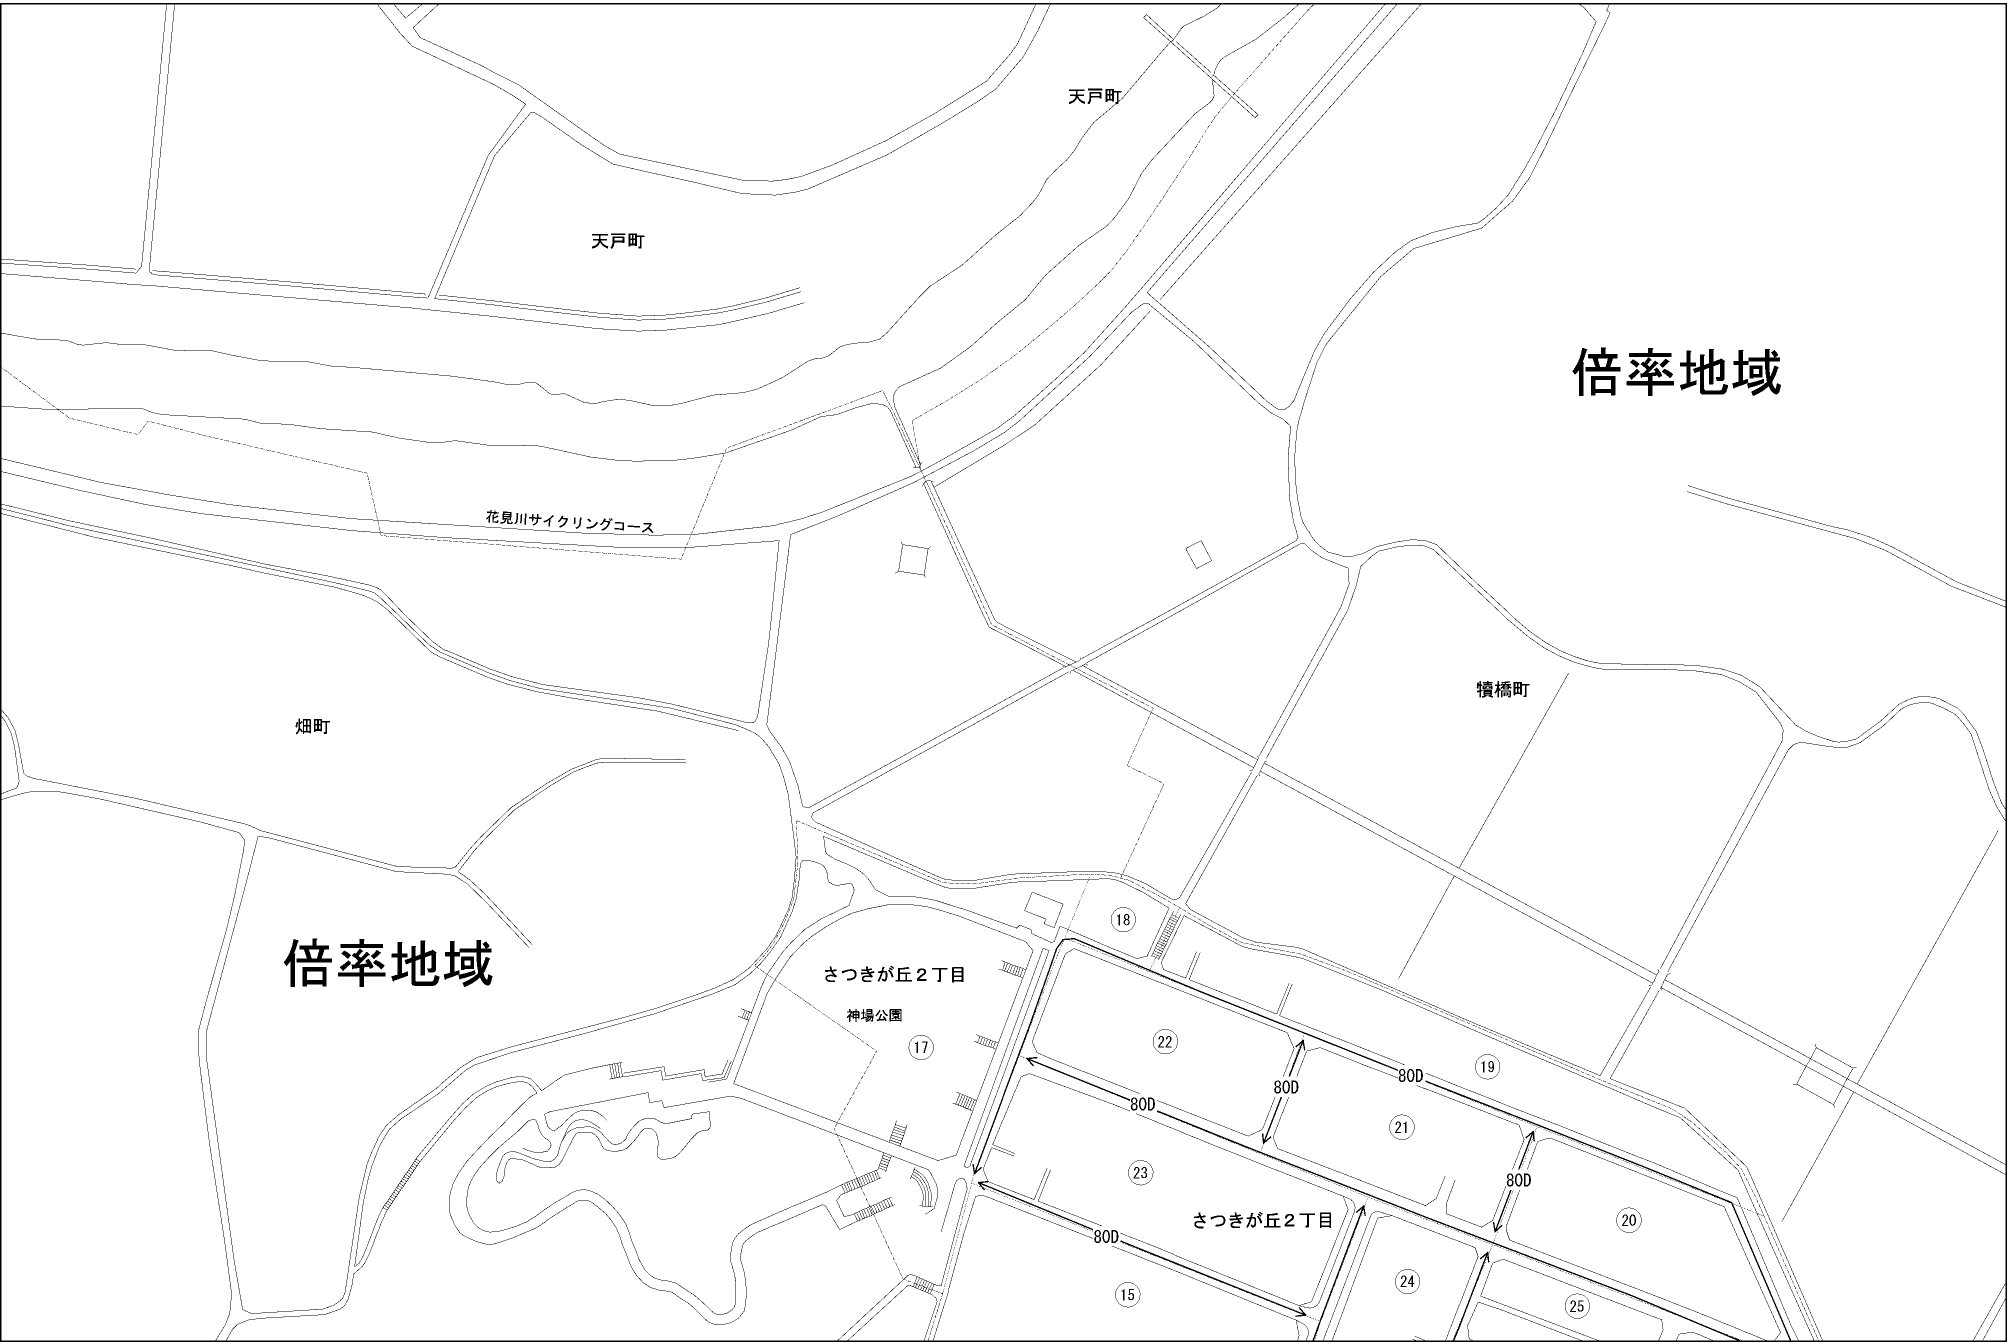 天戸町
天戸町
倍率地域
花見川サイクリングコース
犢橋町
畑町
18
倍率地域
さつきが丘２丁目
神場公園
17
22
19
80D
80D
80D
21
23
80D
さつきが丘２丁目
20
80D
24
15
25